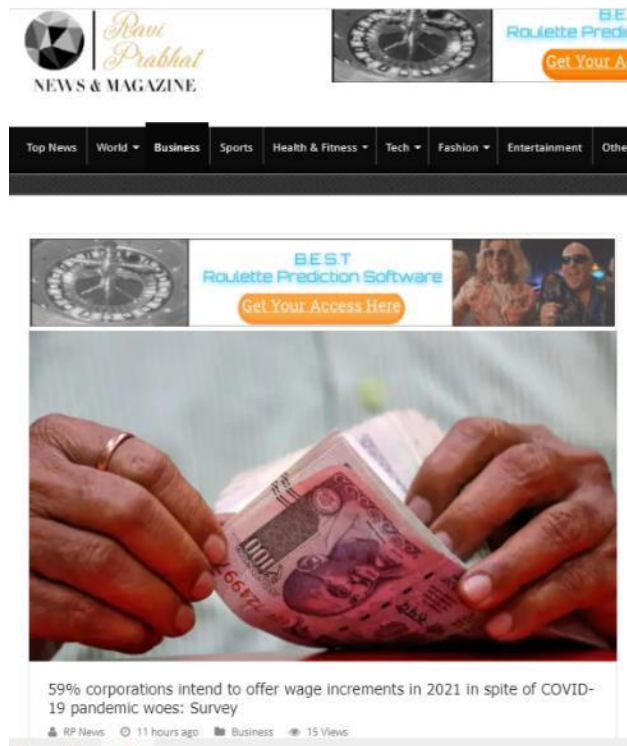 Ravi
Prabhat
NEWS & MAGAZINE
B.E.
Roulette Predi
Get Your A
Top News World Business Sports Health & Fitness Tech Fashion Entertainment Othe
B.E.S.T
Roulette Prediction Software
Get Your Access Here
100
59% corporations intend to offer wage increments in 2021 in spite of COVID-
19 pandemic woes: Survey
RP News 11 hours ago Business 15 Views